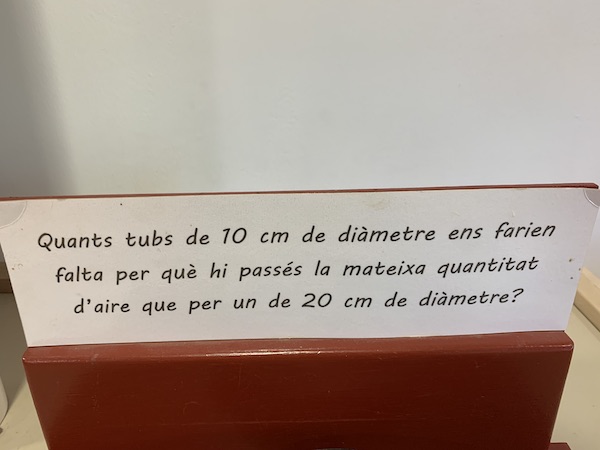 Quants tubs de 10 cm de diàmetre ens farien
falta per què hi passés la mateixa quantitat
d'aire que per un de 20 cm de diàmetre?